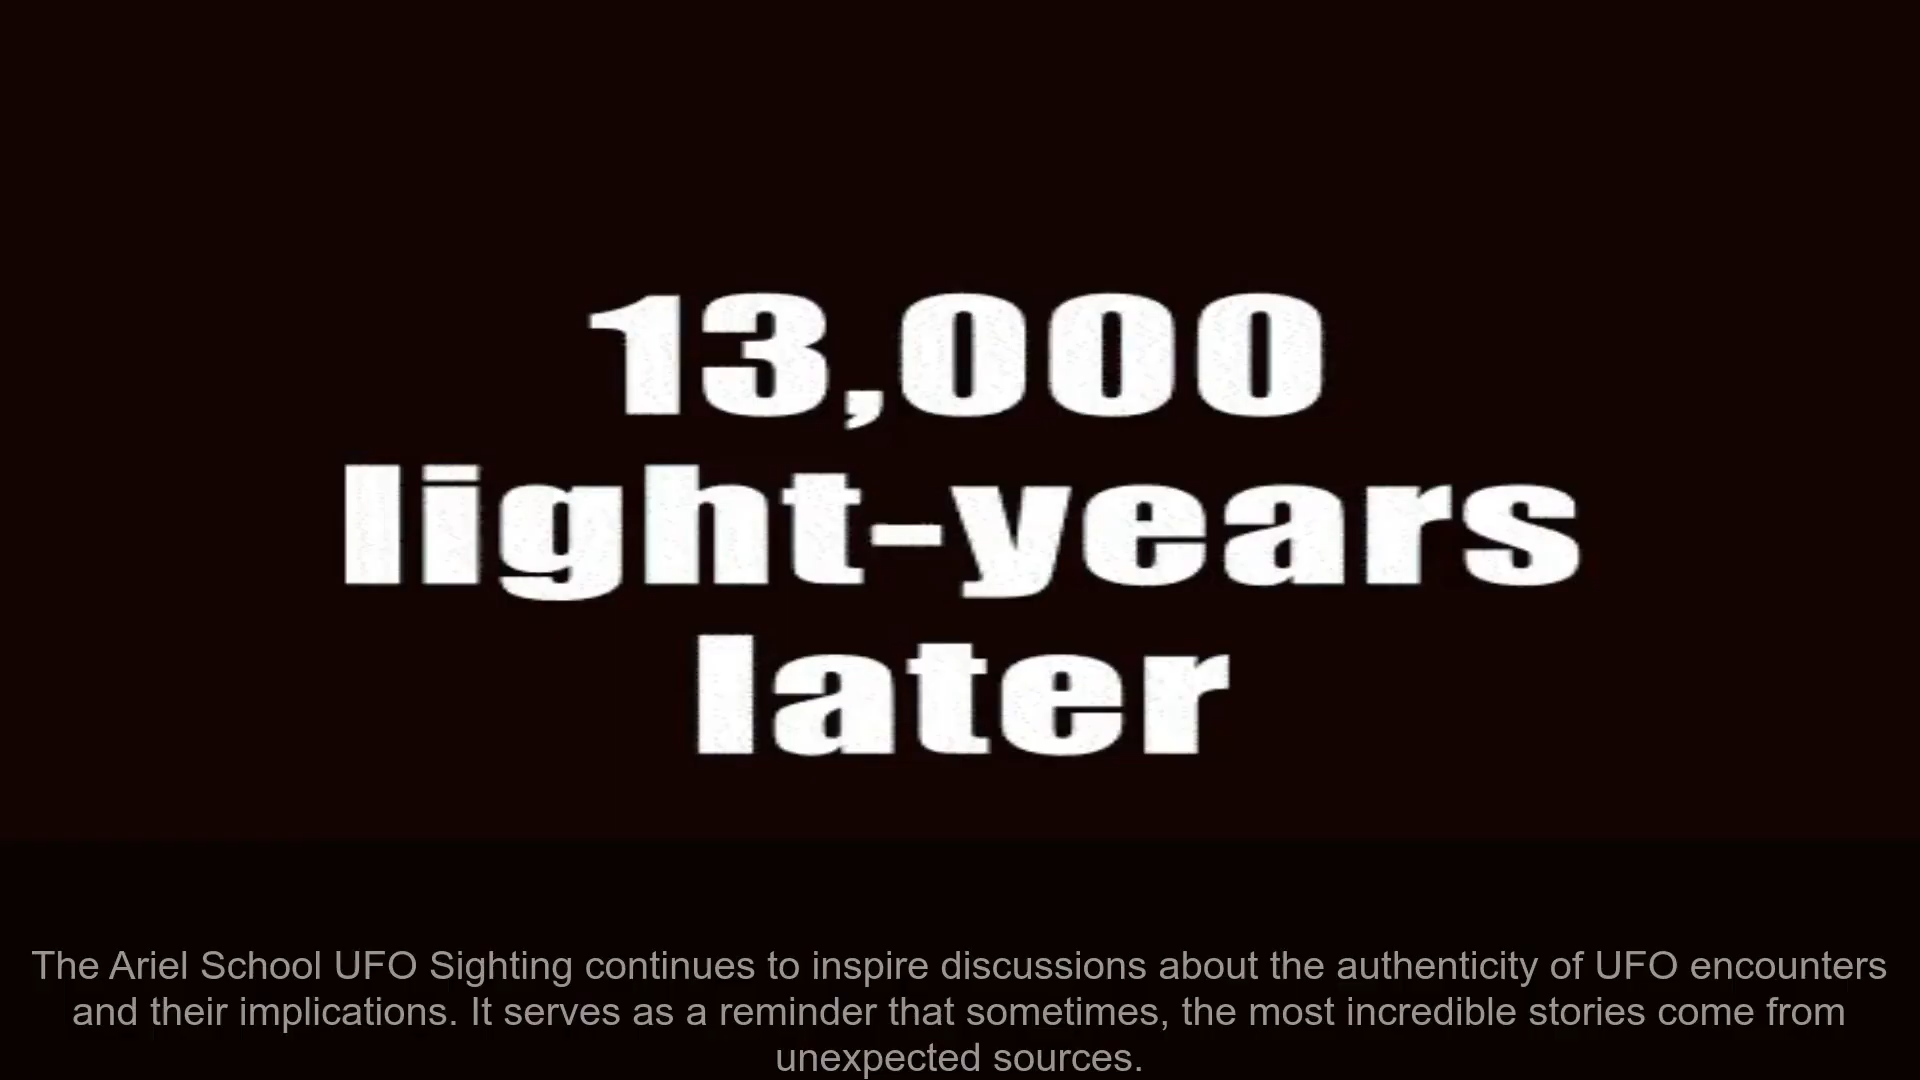 13,000
light-years
later
The Ariel School UFO Sighting continues to inspire discussions about the authenticity of UFO encounters
and their implications. It serves as a reminder that sometimes, the most incredible stories come from
unexpected sources.